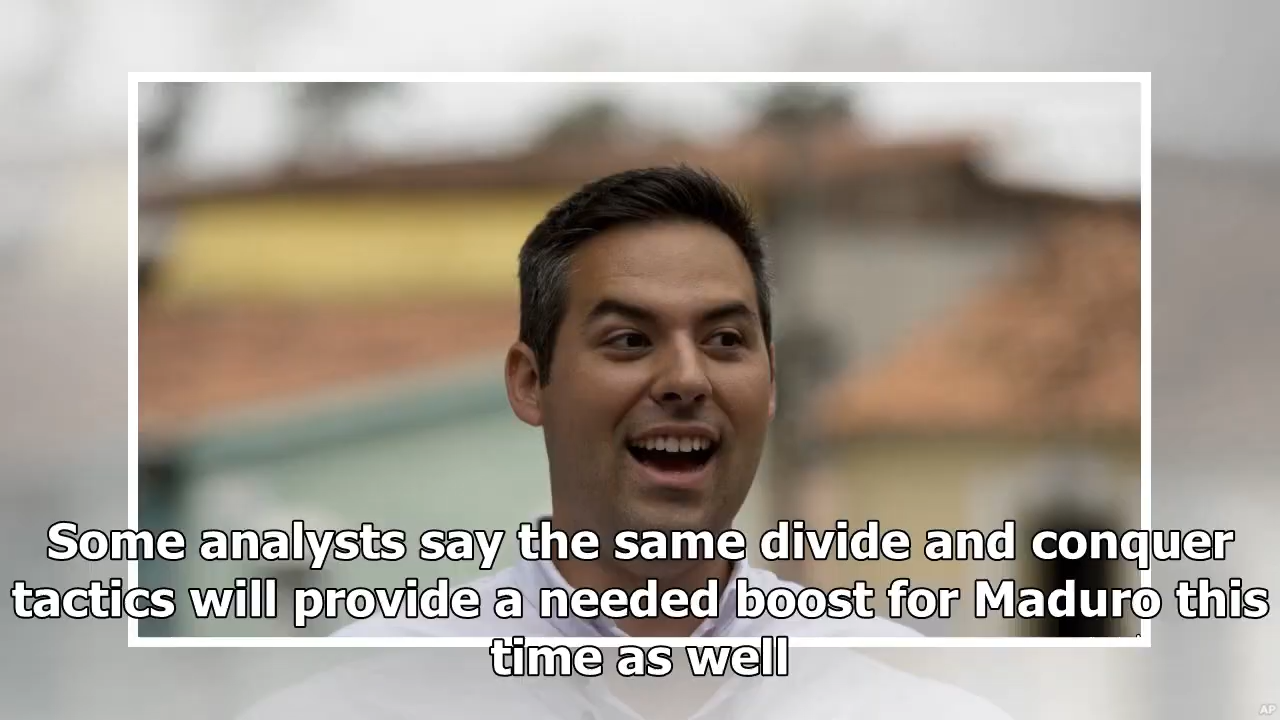 Some analysts say the same divide and conquer
tactics will provide a needed boost for Maduro this
time as well
AP